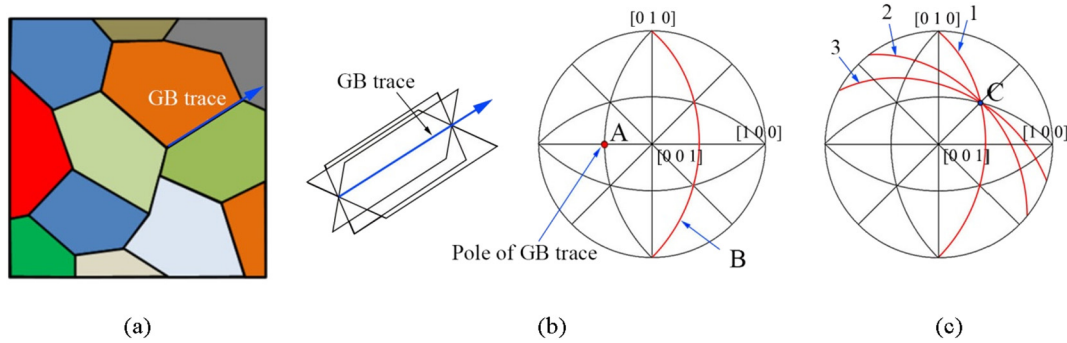 GB trace
(a)
GB trace
[0 1 0]
A
[1 0 0]
[0 0 1]
Pole of GB trace
B
(b)
2
[0 1 0]
1
3
C
[1 0 0]
[0 0 1]
(c)